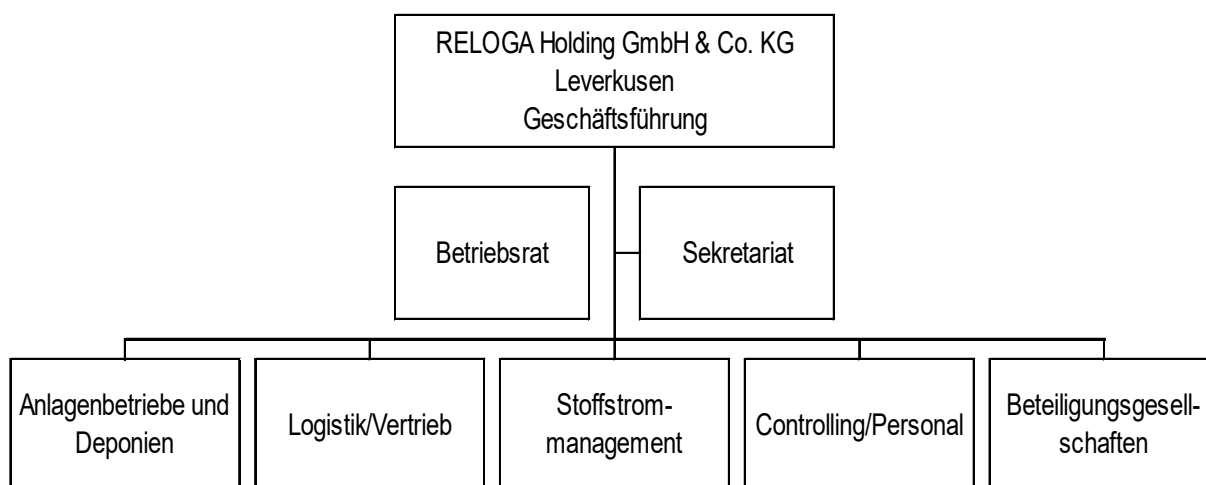 RELOGA Holding GmbH & Co. KG
Leverkusen
Geschäftsführung
Betriebsrat
Sekretariat
Anlagenbetriebe und
Deponien
Logistik/Vertrieb
Stoffstrom-
management
Controlling/Personal
Beteiligungsgesell-
schaften